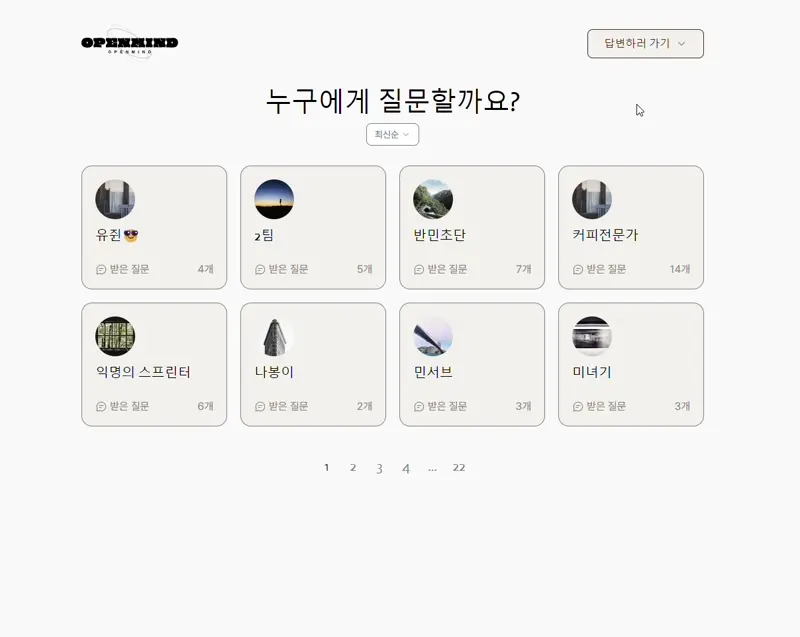 OPENMIND
OPENMIND
답변하러 가기
누구에게 질문할까요?
최신순
유쥔😎
받은 질문 4개
2팀
받은 질문 5개
반민초단
받은 질문 7개
커피전문가
받은 질문 14개
익명의 스프린터
받은 질문 6개
나봉이
받은 질문 2개
민서브
받은 질문 3개
미녀기
받은 질문 3개
1 2 3 4 ... 22